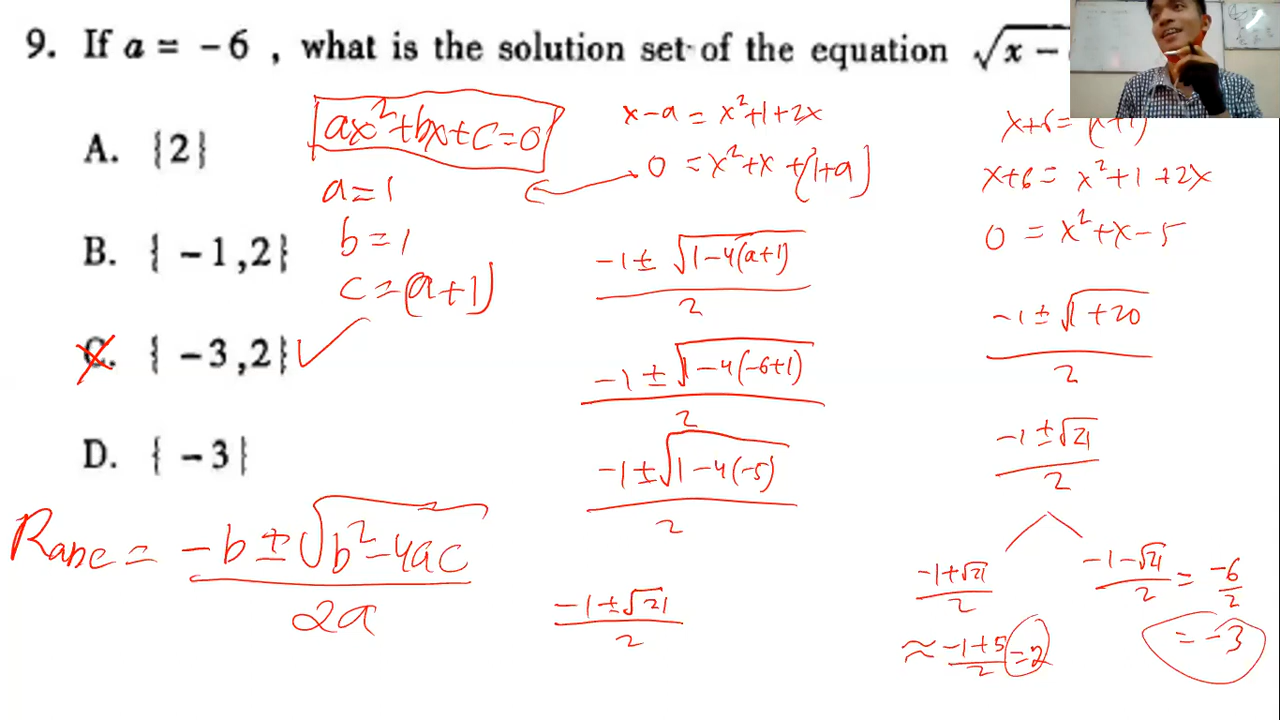 9. If a = −6 , what is the solution set of the equation √x −
A. {2}
B. { −1 ,2}
C. { −3 ,2}
D. { −3}
ax²+bx+c=0
a=1
b=1
c=(a+1)
Rabc = −b±√b²−4ac / 2a
x−a = x²+1+2x
0 = x²+x+(1+a)
−1± √1−4(a+1) / 2
−1± √1−4(−6+1) / 2
−1± √1−4(−5) / 2
−1±√21 / 2
x+6= (x+1)
x+6= x²+1+2x
0 = x²+x−5
−1±√1+20 / 2
−1±√21 / 2
−1+√21 / 2
≈ −1+5 / 2 =2
−1−√21 / 2 = −6 / 2
= −3